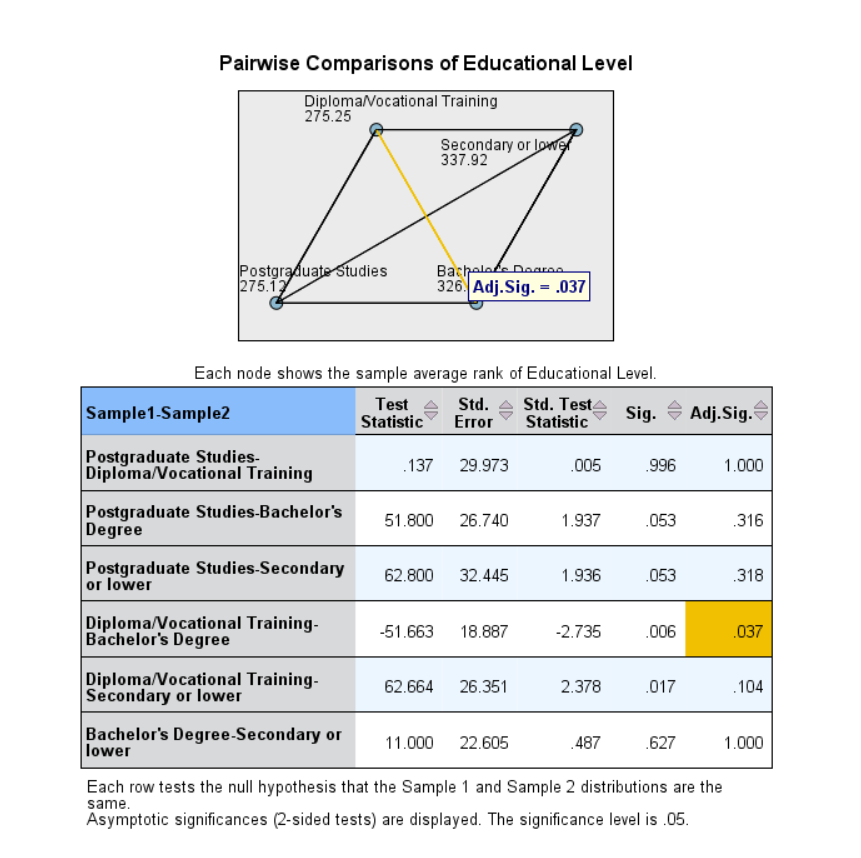 Pairwise Comparisons of Educational Level
Diploma/Vocational Training
275.25
Secondary or lower
337.92
Postgraduate Studies
275.12
Bachelor's Degree
326.
Adj.Sig. = .037
Each node shows the sample average rank of Educational Level.
Sample1-Sample2 Test Statistic Std. Error Std. Test Statistic Sig. Adj.Sig.
Postgraduate Studies-
Diploma/Vocational Training .137 29.973 .005 .996 1.000
Postgraduate Studies-Bachelor's
Degree 51.800 26.740 1.937 .053 .316
Postgraduate Studies-Secondary
or lower 62.800 32.445 1.936 .053 .318
Diploma/Vocational Training-
Bachelor's Degree -51.663 18.887 -2.735 .006 .037
Diploma/Vocational Training-
Secondary or lower 62.664 26.351 2.378 .017 .104
Bachelor's Degree-Secondary or
lower 11.000 22.605 .487 .627 1.000
Each row tests the null hypothesis that the Sample 1 and Sample 2 distributions are the
same.
Asymptotic significances (2-sided tests) are displayed. The significance level is .05.